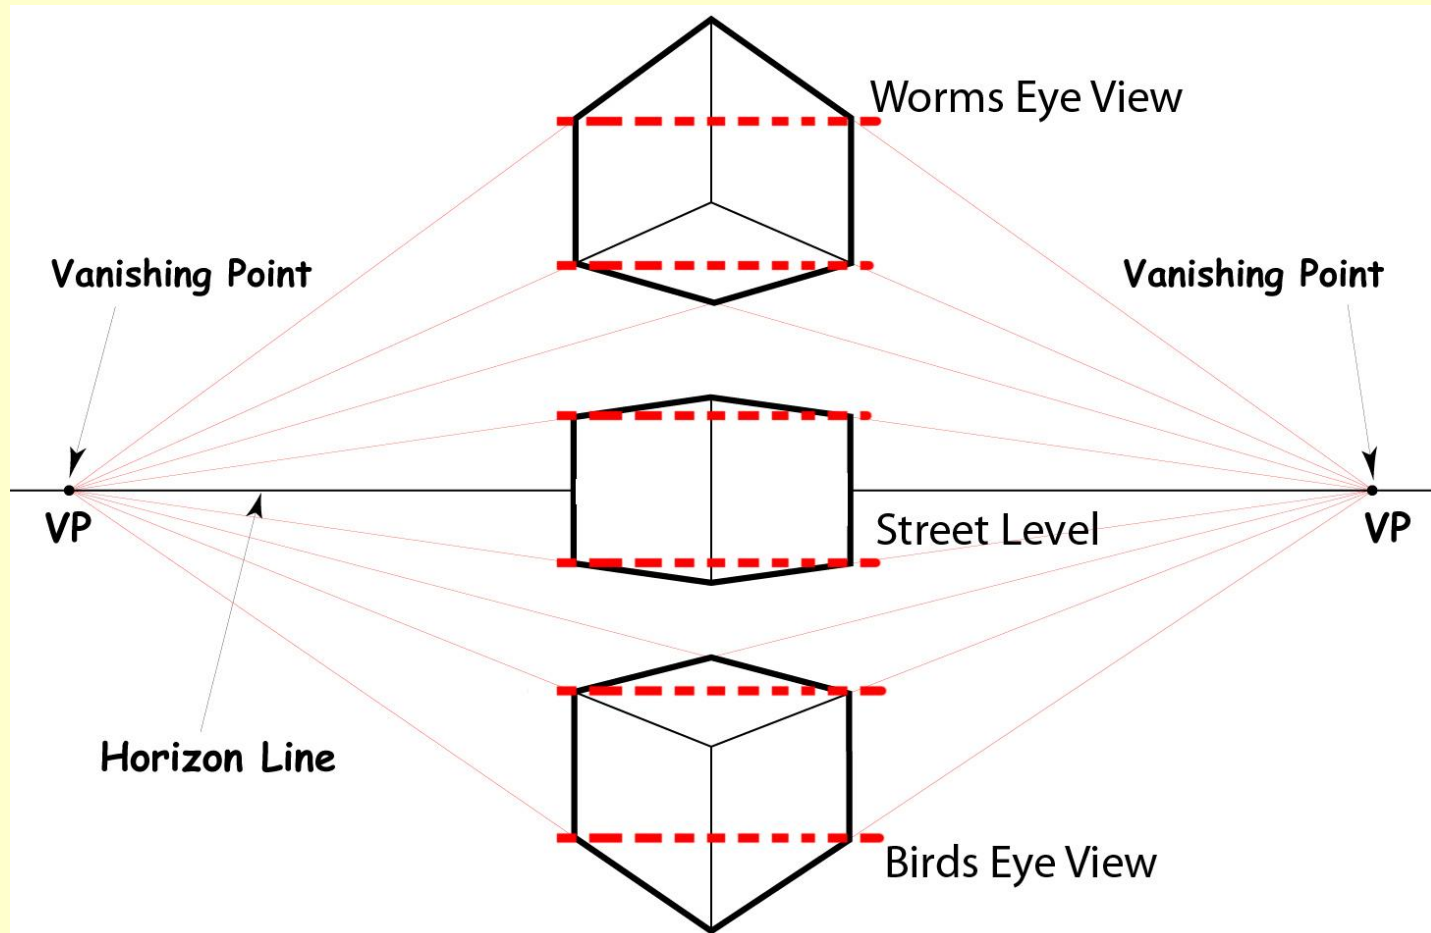 Worms Eye View
Vanishing Point
Vanishing Point
VP
Street Level
VP
Horizon Line
Birds Eye View